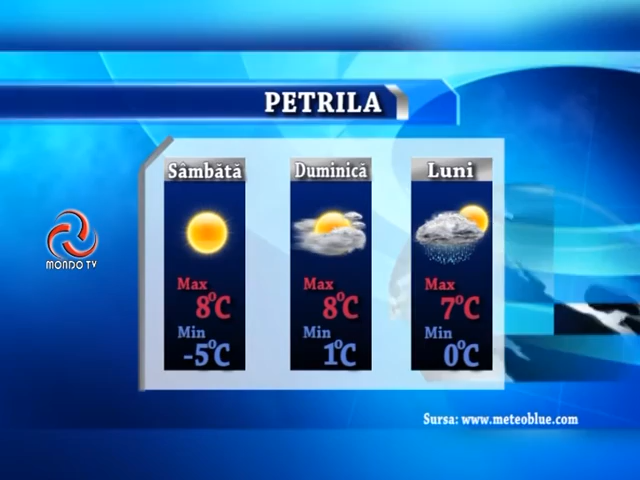 PETRILA
Sâmbătă
Duminică
Luni
Max
8°C
Min
-5°C
Max
8°C
Min
1°C
Max
7°C
Min
0°C
MONDO TV
Sursa: www.meteoblue.com